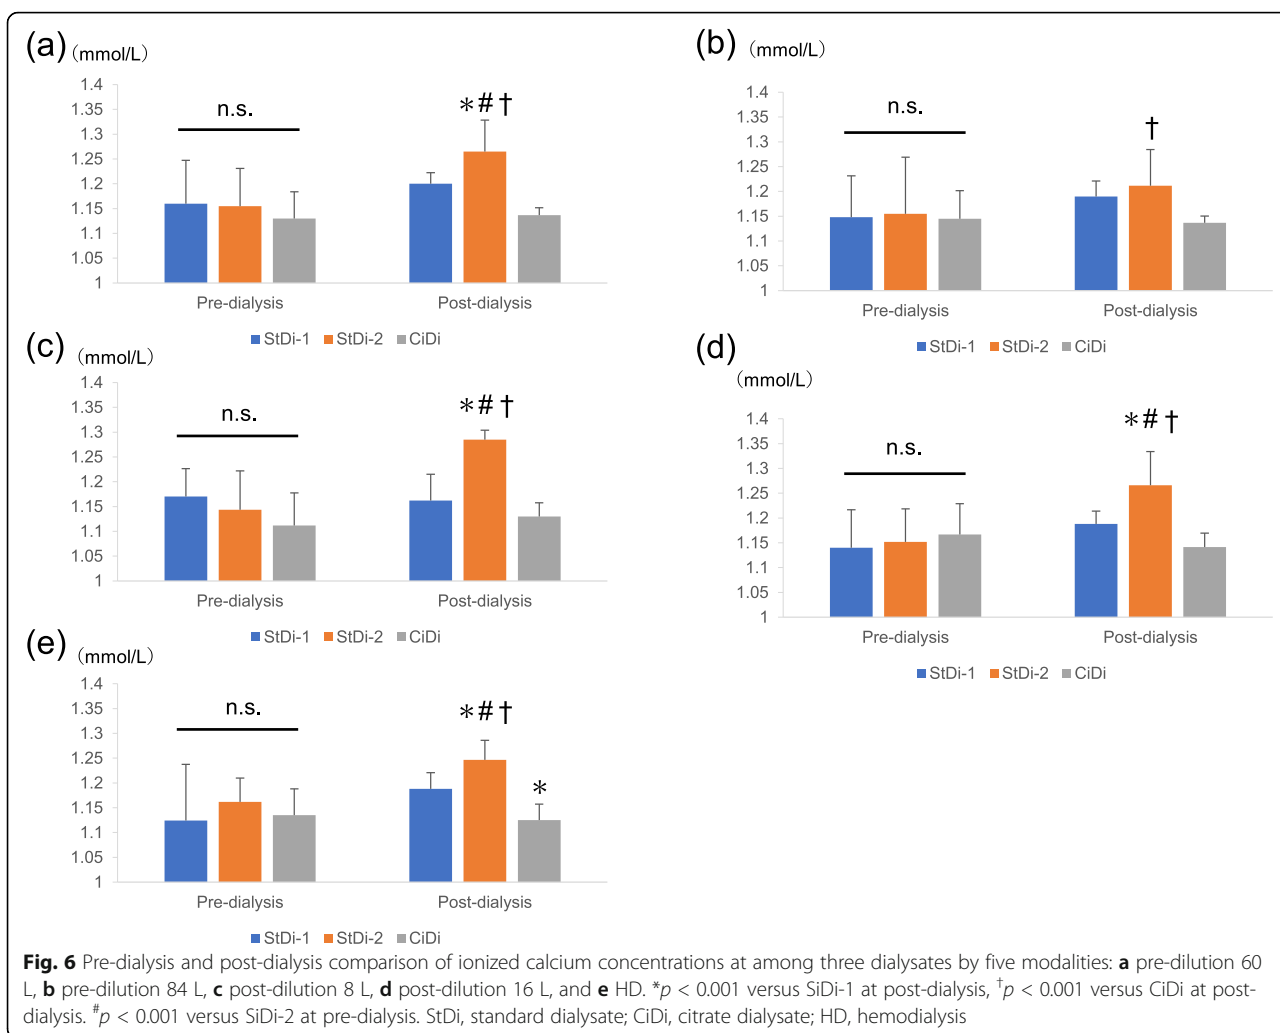 (a)
(mmol/L)
1.4
1.35
1.3
1.25
1.2
1.15
1.1
1.05
1
n.s.
*#†
Pre-dialysis
Post-dialysis
StDi-1 StDi-2 CiDi
(b)
(mmol/L)
1.4
1.35
1.3
1.25
1.2
1.15
1.1
1.05
1
n.s.
†
Pre-dialysis
Post-dialysis
StDi-1 StDi-2 CiDi
(c)
(mmol/L)
1.4
1.35
1.3
1.25
1.2
1.15
1.1
1.05
1
n.s.
*#†
Pre-dialysis
Post-dialysis
StDi-1 StDi-2 CiDi
(d)
(mmol/L)
1.4
1.35
1.3
1.25
1.2
1.15
1.1
1.05
1
n.s.
*#†
Pre-dialysis
Post-dialysis
StDi-1 StDi-2 CiDi
(e)
(mmol/L)
1.4
1.35
1.3
1.25
1.2
1.15
1.1
1.05
1
n.s.
*#†
*
Pre-dialysis
Post-dialysis
StDi-1 StDi-2 CiDi
Fig. 6 Pre-dialysis and post-dialysis comparison of ionized calcium concentrations at among three dialysates by five modalities: a pre-dilution 60
L, b pre-dilution 84 L, c post-dilution 8 L, d post-dilution 16 L, and e HD. *p < 0.001 versus SiDi-1 at post-dialysis, †p < 0.001 versus CiDi at post-
dialysis. #p < 0.001 versus SiDi-2 at pre-dialysis. StDi, standard dialysate; CiDi, citrate dialysate; HD, hemodialysis